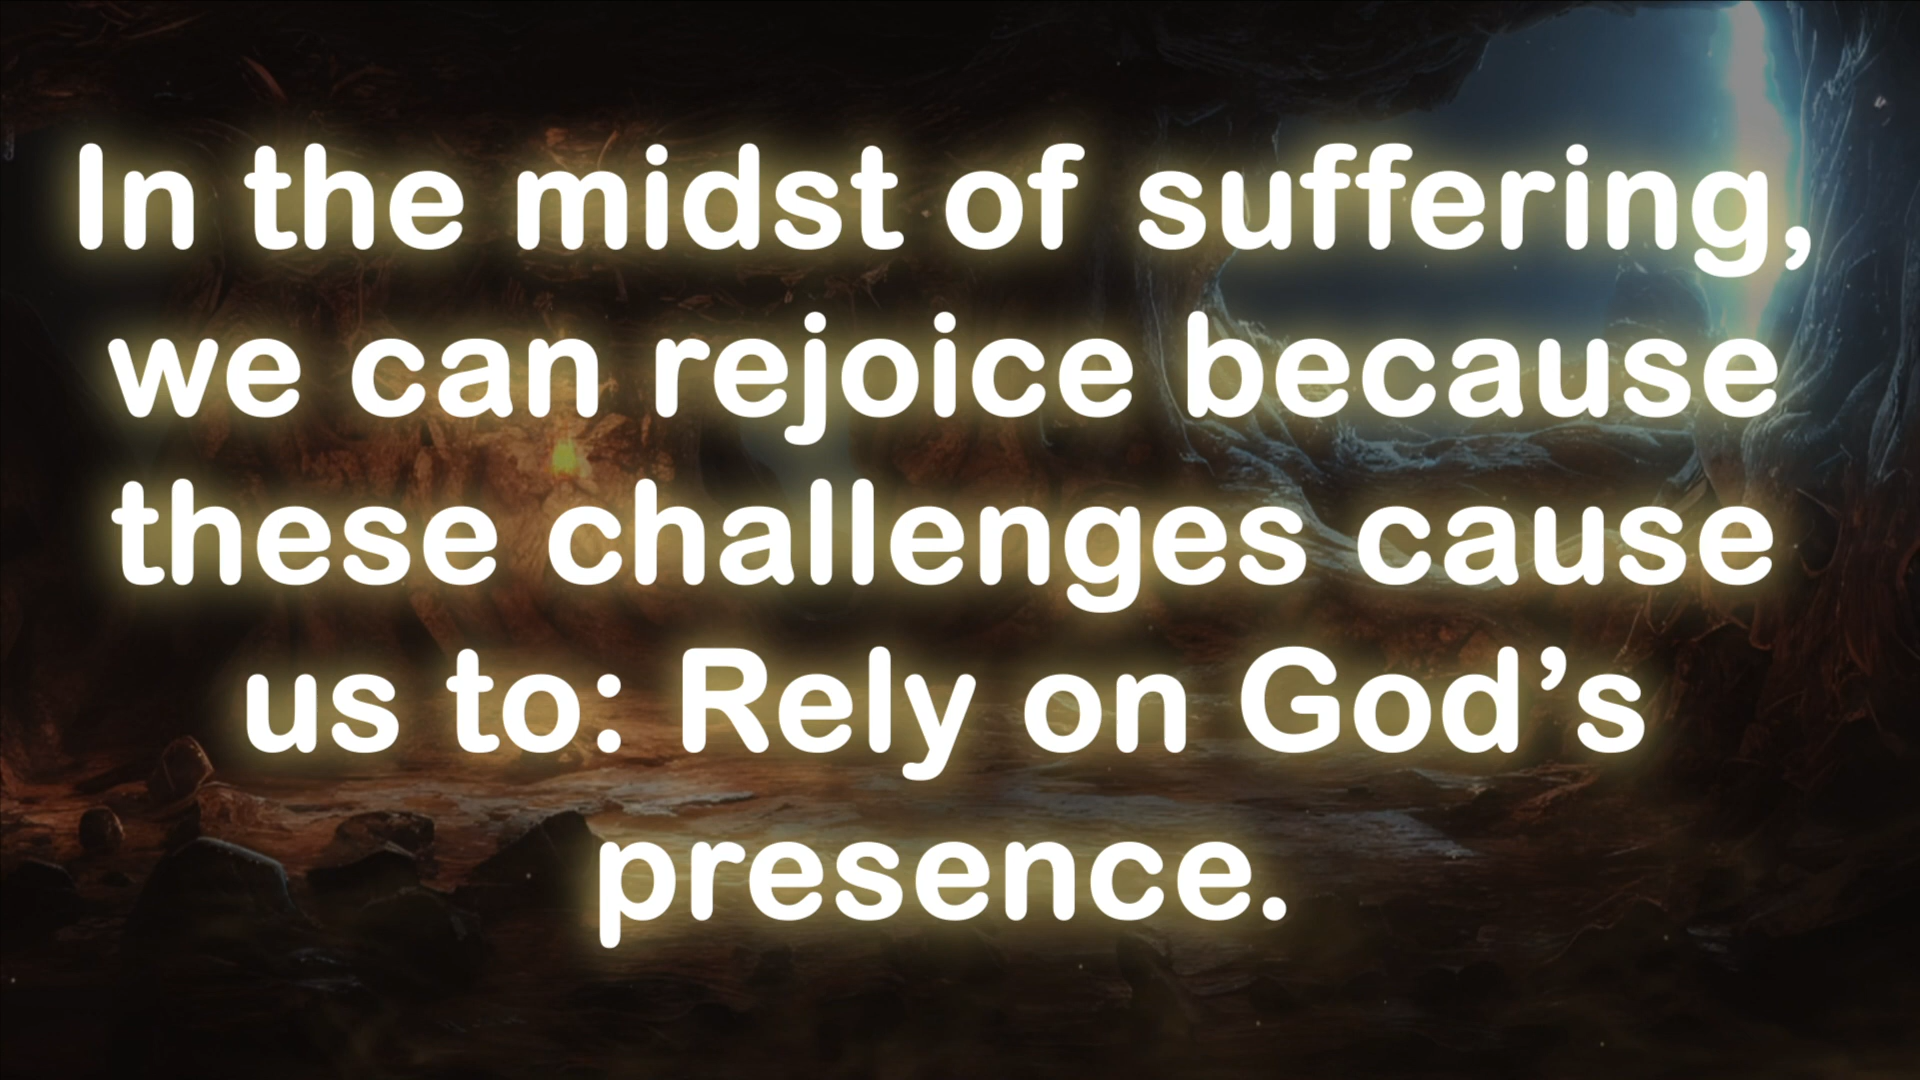 In the midst of suffering,
we can rejoice because
these challenges cause
us to: Rely on God’s
presence.